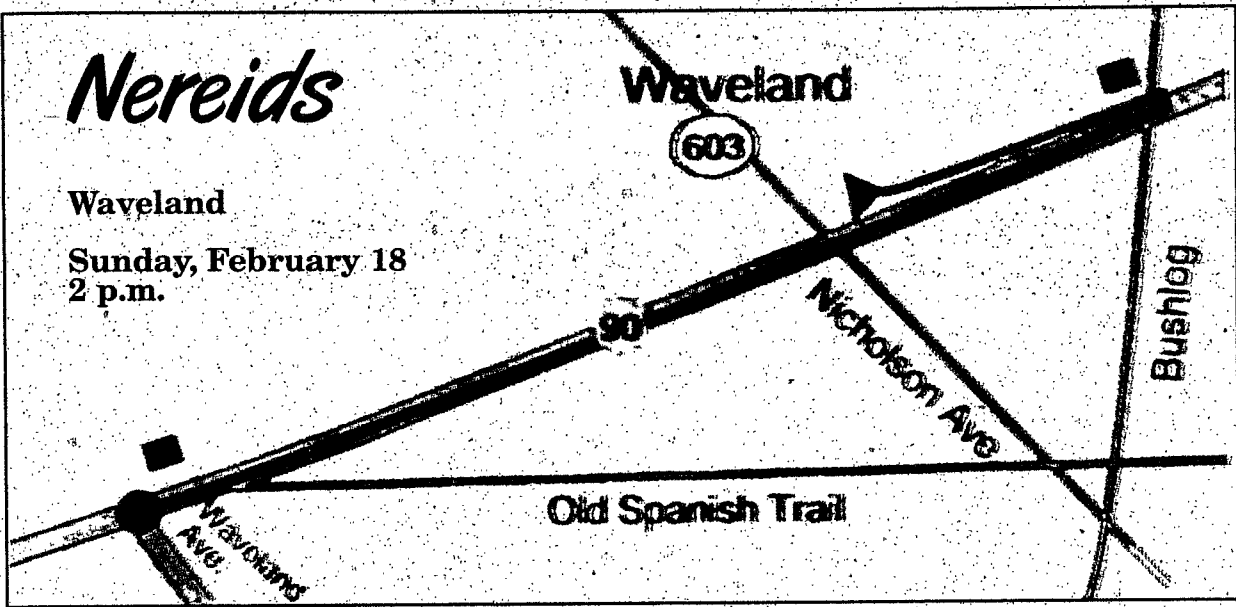 Nereids
Waveland
Sunday, February 18
2 p.m.
Waveland
603
90
Nicholson Ave
Bushlog
Old Spanish Trail
Waveland
Ave.